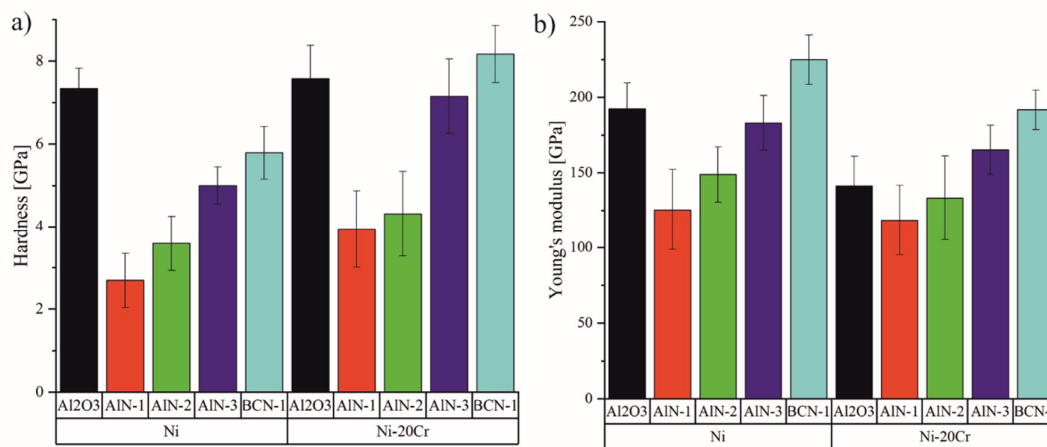 a)
Hardness [GPa]
8
6
4
2
0
Al2O3 AlN-1 AlN-2 AlN-3 BCN-1 Al2O3 AlN-1 AlN-2 AlN-3 BCN-1
Ni Ni-20Cr
b)
Young's modulus [GPa]
250
200
150
100
50
0
Al2O3 AlN-1 AlN-2 AlN-3 BCN-1 Al2O3 AlN-1 AlN-2 AlN-3 BCN-
Ni Ni-20Cr